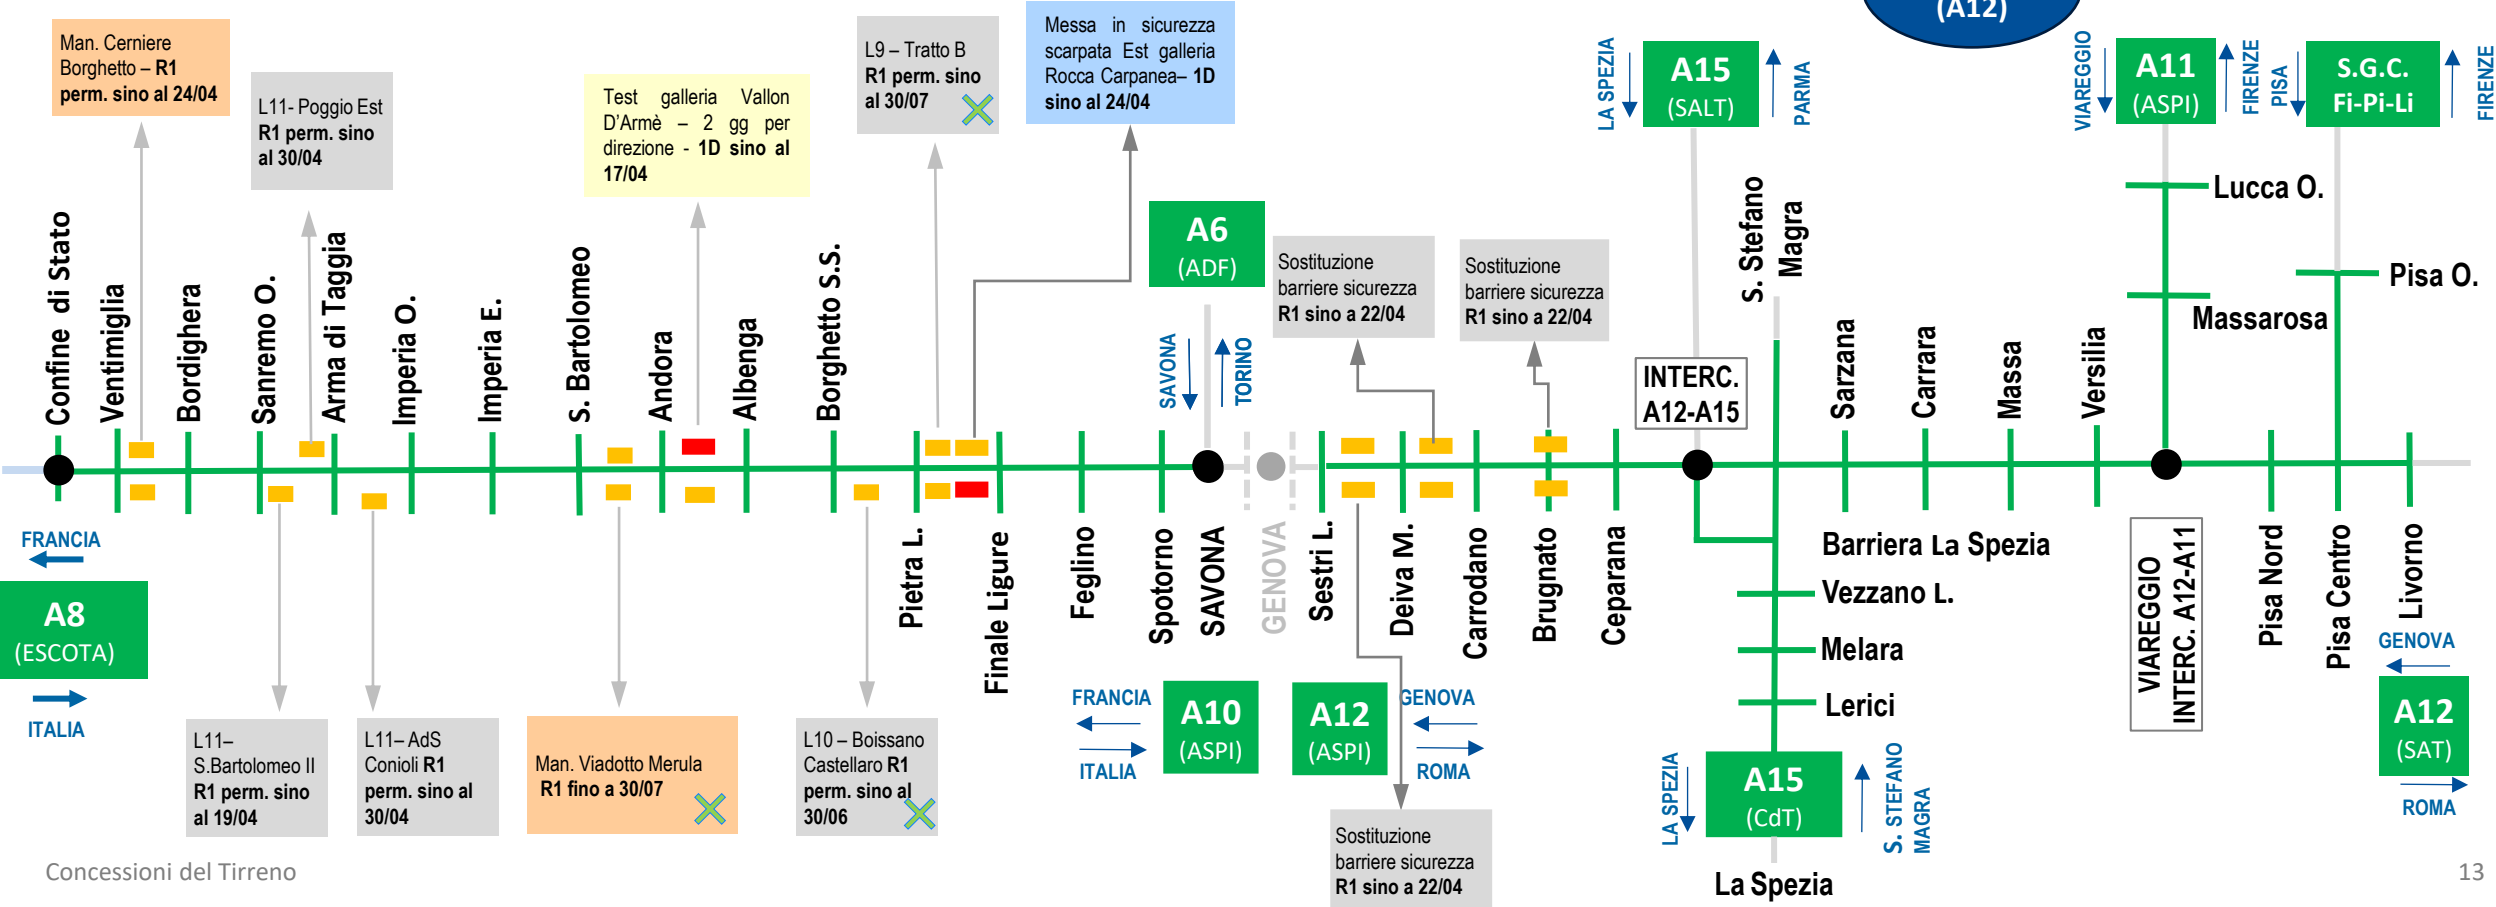 (A12)
Man. Cerniere
Borghetto – R1
perm. sino al 24/04
L11- Poggio Est
R1 perm. sino
al 30/04
Test galleria Vallon
D'Armè – 2 gg per
direzione - 1D sino al
17/04
L9 – Tratto B
R1 perm. sino
al 30/07
Messa in sicurezza
scarpata Est galleria
Rocca Carpanea– 1D
sino al 24/04
A6
(ADF)
SAVONA
TORINO
Sostituzione
barriere sicurezza
R1 sino a 22/04
Sostituzione
barriere sicurezza
R1 sino a 22/04
LA SPEZIA
A15
(SALT)
PARMA
VIAREGGIO
A11
(ASPI)
FIRENZE
PISA
S.G.C.
Fi-Pi-Li
FIRENZE
Lucca O.
Massarosa
Pisa O.
Confine di Stato
Ventimiglia
Bordighera
Sanremo O.
Arma di Taggia
Imperia O.
Imperia E.
S. Bartolomeo
Andora
Albenga
Borghetto S.S.
INTERC.
A12-A15
S. Stefano
Magra
Sarzana
Carrara
Massa
Versilia
Pietra L.
Finale Ligure
Feglino
Spotorno
SAVONA
GENOVA
Sestri L.
Deiva M.
Carrodano
Brugnato
Ceparana
Barriera La Spezia
Vezzano L.
Melara
Lerici
VIAREGGIO
INTERC. A12-A11
Pisa Nord
Pisa Centro
Livorno
FRANCIA
A8
(ESCOTA)
ITALIA
L11–
S.Bartolomeo II
R1 perm. sino
al 19/04
L11– AdS
Conioli R1
perm. sino al
30/04
Man. Viadotto Merula
R1 fino a 30/07
L10 – Boissano
Castellaro R1
perm. sino al
30/06
FRANCIA
ITALIA
A10
(ASPI)
A12
(ASPI)
GENOVA
ROMA
Sostituzione
barriere sicurezza
R1 sino a 22/04
LA SPEZIA
A15
(CdT)
S. STEFANO
MAGRA
La Spezia
GENOVA
A12
(SAT)
ROMA
Concessioni del Tirreno
13